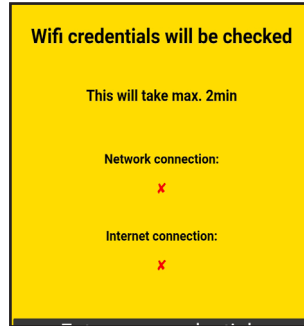 Wifi credentials will be checked
This will take max. 2min
Network connection:
✘
Internet connection:
✘